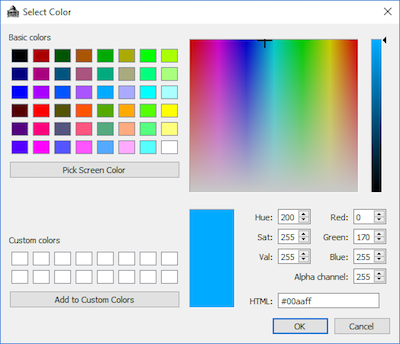 Select Color
Basic colors
Pick Screen Color
Custom colors
Add to Custom Colors
Hue: 200 Red: 0
Sat: 255 Green: 170
Val: 255 Blue: 255
Alpha channel: 255
HTML: #00aaff
OK Cancel